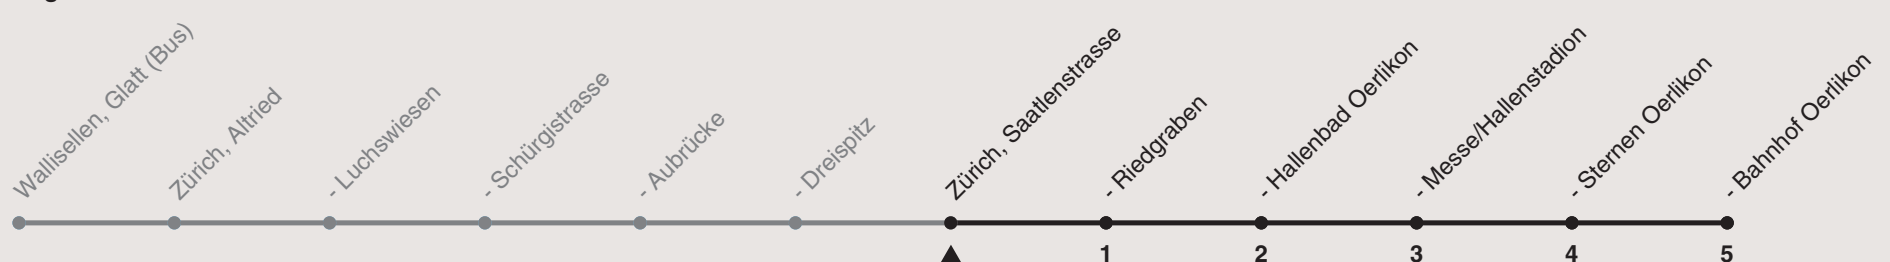 Wallisellen, Glatt (Bus)
Zürich, Altried
- Luchswiesen
- Schürgistrasse
- Aubrücke
- Dreispitz
Zürich, Saatlenstrasse
- Riedgraben
- Hallenbad Oerlikon
- Messe/Hallenstadion
- Sternen Oerlikon
- Bahnhof Oerlikon
1 2 3 4 5